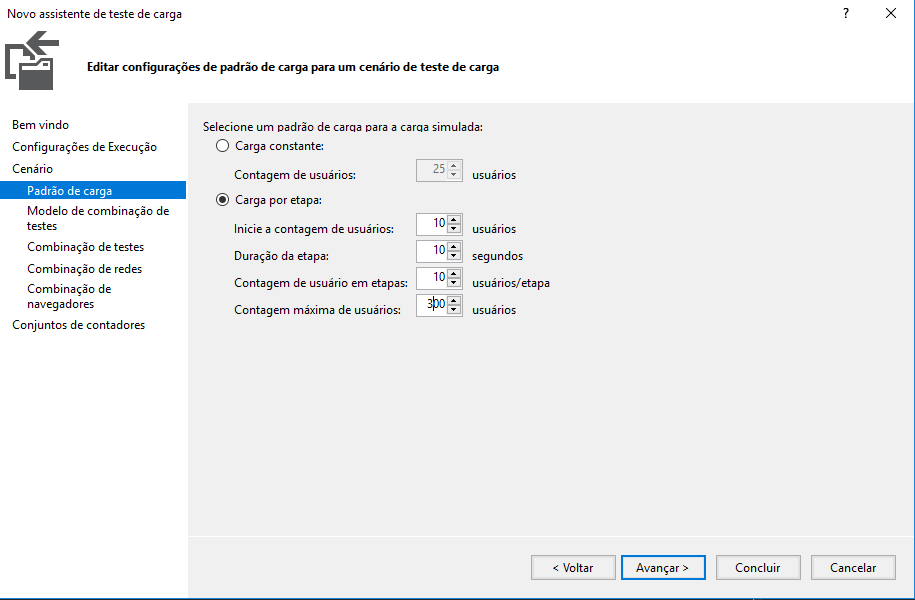 Novo assistente de teste de carga
?
Editar configurações de padrão de carga para um cenário de teste de carga
Bem vindo
Configurações de Execução
Cenário
Padrão de carga
Modelo de combinação de
testes
Combinação de testes
Combinação de redes
Combinação de
navegadores
Conjuntos de contadores
Selecione um padrão de carga para a carga simulada:
Carga constante:
Contagem de usuários: 25 usuários
Carga por etapa:
Inicie a contagem de usuários: 10 usuários
Duração da etapa: 10 segundos
Contagem de usuário em etapas: 10 usuários/etapa
Contagem máxima de usuários: 300 usuários
< Voltar Avançar > Concluir Cancelar